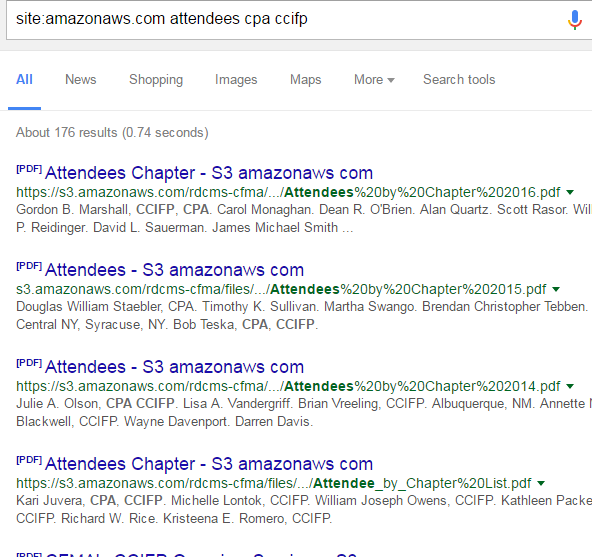 site:amazonaws.com attendees cpa ccifp
All News Shopping Images Maps More Search tools
About 176 results (0.74 seconds)
[PDF] Attendees Chapter - S3 amazonaws com
https://s3.amazonaws.com/rdcms-cfma/.../Attendees%20by%20Chapter%202016.pdf
Gordon B. Marshall, CCIFP, CPA. Carol Monaghan. Dean R. O'Brien. Alan Quartz. Scott Rasor. Wil
P. Reidinger. David L. Sauerman. James Michael Smith ...
[PDF] Attendees - S3 amazonaws com
s3.amazonaws.com/rdcms-cfma/files/.../Attendees%20by%20Chapter%202015.pdf
Douglas William Staebler, CPA. Timothy K. Sullivan. Martha Swango. Brendan Christopher Tebben.
Central NY, Syracuse, NY. Bob Teska, CPA, CCIFP.
[PDF] Attendees - S3 amazonaws com
https://s3.amazonaws.com/rdcms-cfma/.../Attendees%20by%20Chapter%202014.pdf
Julie A. Olson, CPA CCIFP. Lisa A. Vandergriff. Brian Vreeling, CCIFP. Albuquerque, NM. Annette
Blackwell, CCIFP. Wayne Davenport. Darren Davis.
[PDF] Attendees Chapter - S3 amazonaws com
https://s3.amazonaws.com/rdcms-cfma/files/.../Attendee_by_Chapter%20List.pdf
Kari Juvera, CPA, CCIFP. Michelle Lontok, CCIFP. William Joseph Owens, CCIFP. Kathleen Packe
CCIFP. Richard W. Rice. Kristeena E. Romero, CCIFP.